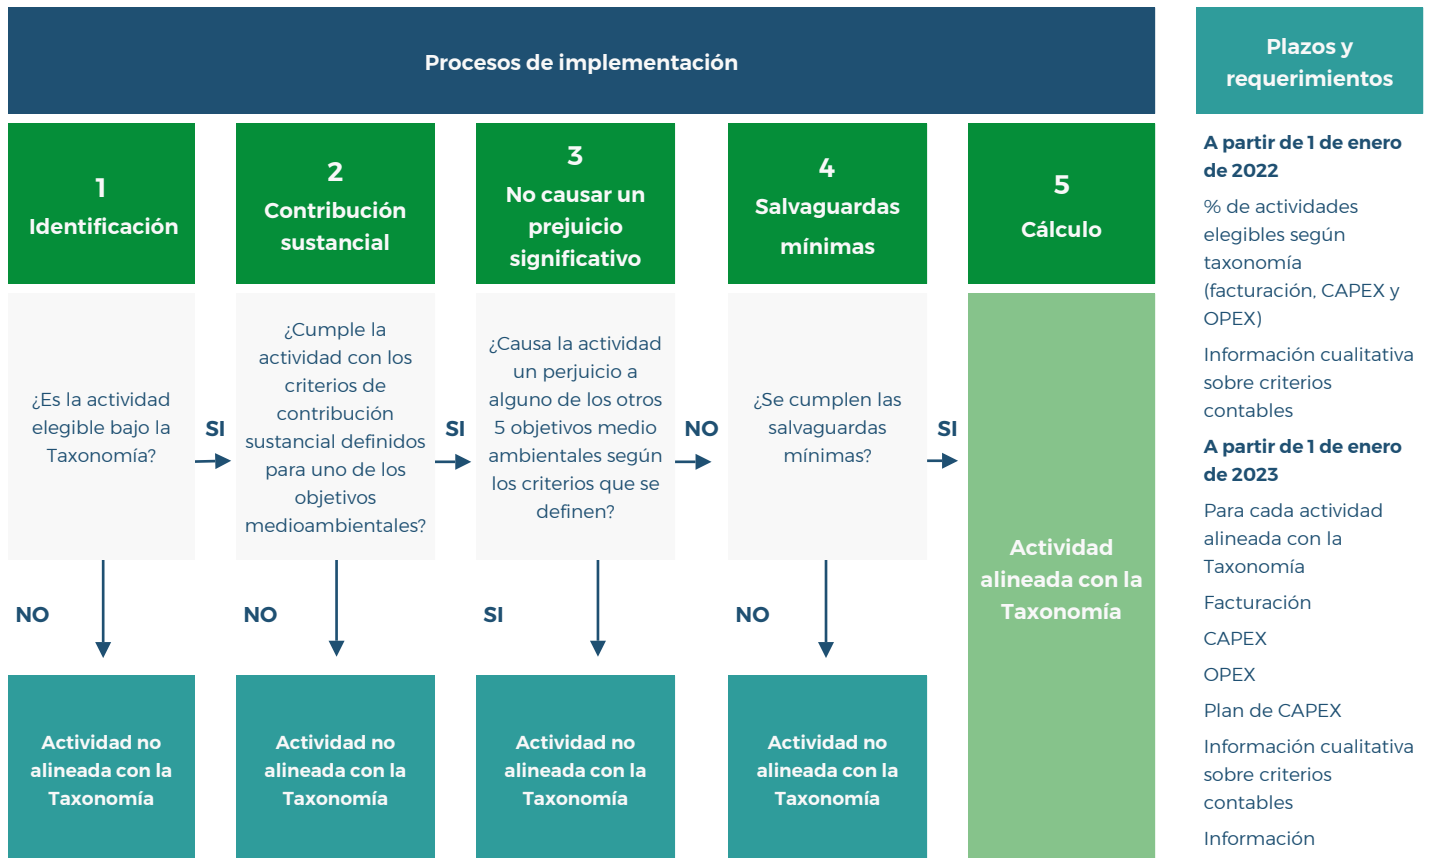 Procesos de implementación
Plazos y
requerimientos
1
Identificación
2
Contribución
sustancial
3
No causar un
prejuicio
significativo
4
Salvaguardas
mínimas
5
Cálculo
¿Es la actividad
elegible bajo la
Taxonomía?
SI
¿Cumple la
actividad con los
criterios de
contribución
sustancial definidos
para uno de los
objetivos
medioambientales?
SI
¿Causa la actividad
un perjuicio a
alguno de los otros
5 objetivos medio
ambientales según
los criterios que se
definen?
NO
¿Se cumplen las
salvaguardas
mínimas?
SI
Actividad
alineada con la
Taxonomía
NO
NO
SI
NO
Actividad no
alineada con la
Taxonomía
Actividad no
alineada con la
Taxonomía
Actividad no
alineada con la
Taxonomía
Actividad no
alineada con la
Taxonomía
A partir de 1 de enero
de 2022
% de actividades
elegibles según
taxonomía
(facturación, CAPEX y
OPEX)
Información cualitativa
sobre criterios
contables
A partir de 1 de enero
de 2023
Para cada actividad
alineada con la
Taxonomía
Facturación
CAPEX
OPEX
Plan de CAPEX
Información cualitativa
sobre criterios
contables
Información